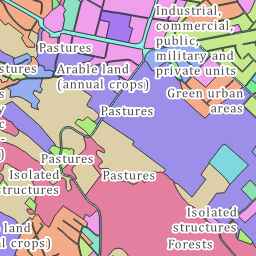 Industrial,
commercial,
public,
military and
private units
Pastures
Arable land
(annual crops)
Green urban
areas
Pastures
Pastures
Isolated
structures
Pastures
Isolated
structures
Forests
land